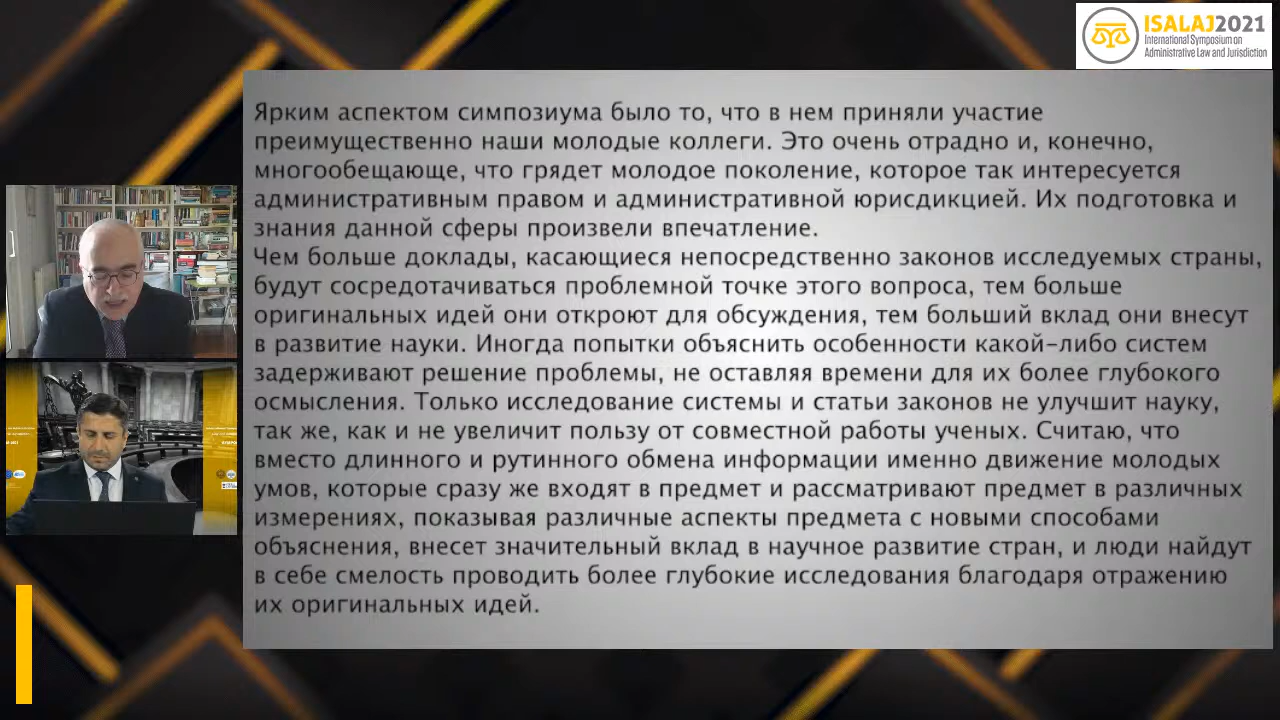 ISALAJ2021
International Symposium on
Administrative Law and Jurisdiction
Ярким аспектом симпозиума было то, что в нем приняли участие
преимущественно наши молодые коллеги. Это очень отрадно и, конечно,
многообещающе, что грядет молодое поколение, которое так интересуется
административным правом и административной юрисдикцией. Их подготовка и
знания данной сферы произвели впечатление.
Чем больше доклады, касающиеся непосредственно законов исследуемых страны,
будут сосредотачиваться проблемной точке этого вопроса, тем больше
оригинальных идей они откроют для обсуждения, тем больший вклад они внесут
в развитие науки. Иногда попытки объяснить особенности какой-либо систем
задерживают решение проблемы, не оставляя времени для их более глубокого
осмысления. Только исследование системы и статьи законов не улучшит науку,
так же, как и не увеличит пользу от совместной работы ученых. Считаю, что
вместо длинного и рутинного обмена информации именно движение молодых
умов, которые сразу же входят в предмет и рассматривают предмет в различных
измерениях, показывая различные аспекты предмета с новыми способами
объяснения, внесет значительный вклад в научное развитие стран, и люди найдут
в себе смелость проводить более глубокие исследования благодаря отражению
их оригинальных идей.